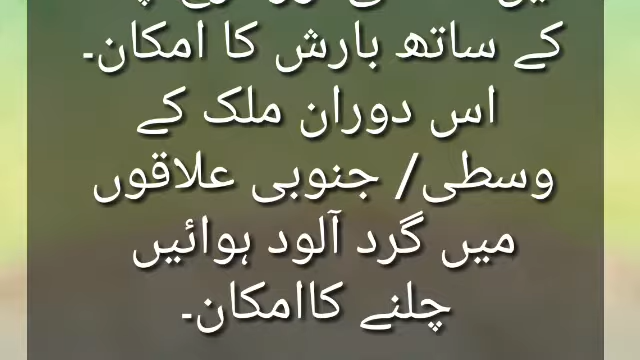 کے ساتھ بارش کا امکان۔
اس دوران ملک کے
وسطی/ جنوبی علاقوں
میں گرد آلود ہوائیں
چلنے کاامکان۔